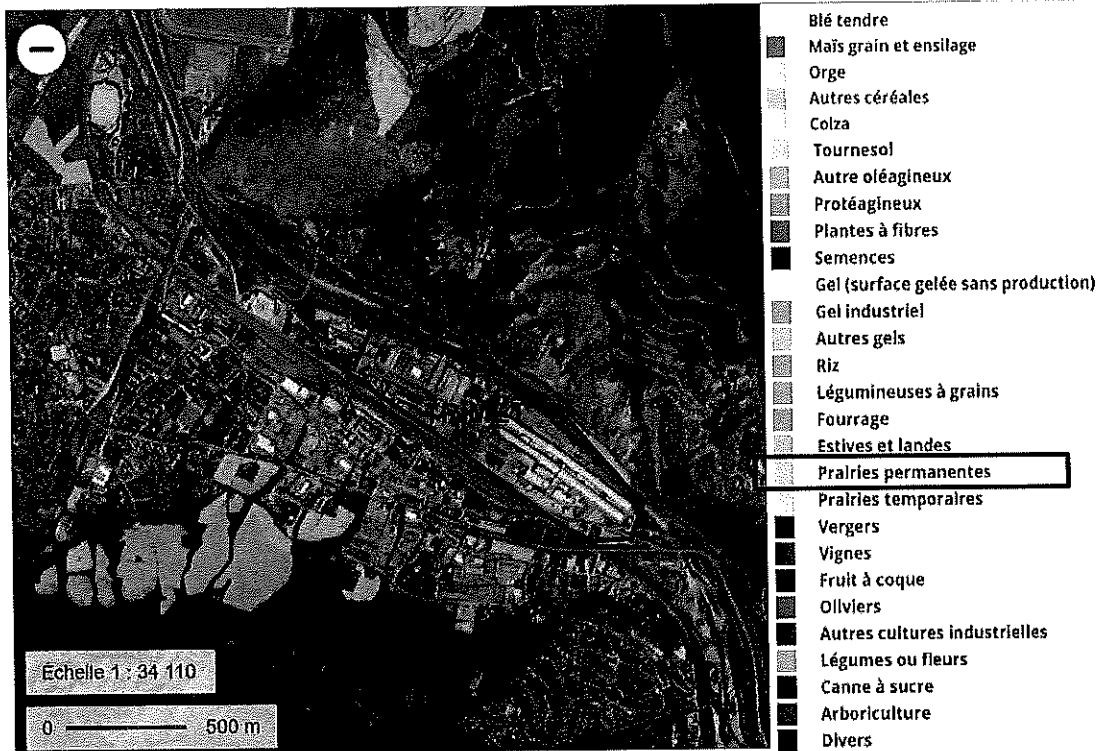 Blé tendre
Maïs grain et ensilage
Orge
Autres céréales
Colza
Tournesol
Autre oléagineux
Protéagineux
Plantes à fibres
Semences
Gel (surface gelée sans production)
Gel industriel
Autres gels
Riz
Légumineuses à grains
Fourrage
Estives et landes
Prairies permanentes
Prairies temporaires
Vergers
Vignes
Fruit à coque
Oliviers
Autres cultures industrielles
Légumes ou fleurs
Canne à sucre
Arboriculture
Divers
Echelle 1 : 34 110
0 500 m